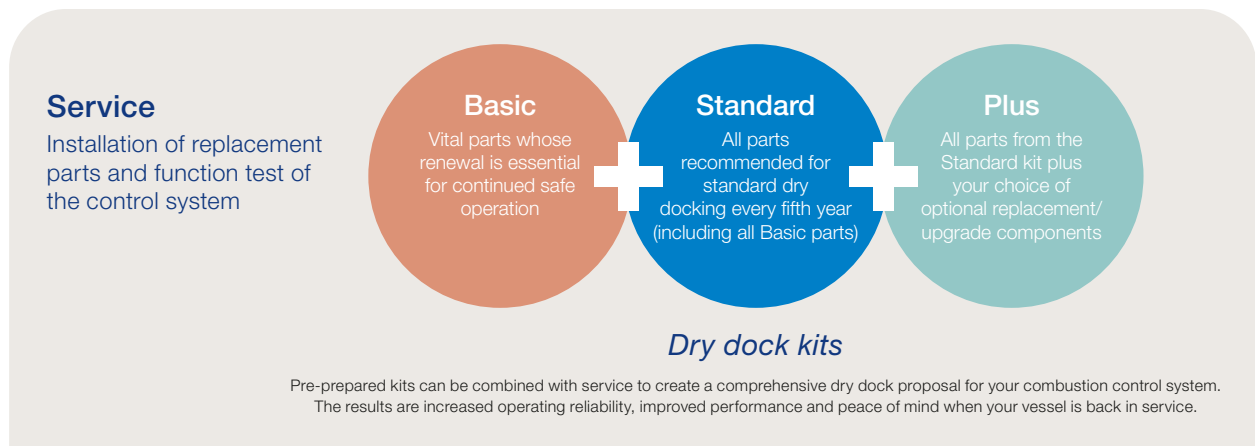 Service
Installation of replacement
parts and function test of
the control system
Basic
Vital parts whose
renewal is essential
for continued safe
operation
Standard
All parts
recommended for
standard dry
docking every fifth year
(including all Basic parts)
Plus
All parts from the
Standard kit plus
your choice of
optional replacement/
upgrade components
Dry dock kits
Pre-prepared kits can be combined with service to create a comprehensive dry dock proposal for your combustion control system.
The results are increased operating reliability, improved performance and peace of mind when your vessel is back in service.